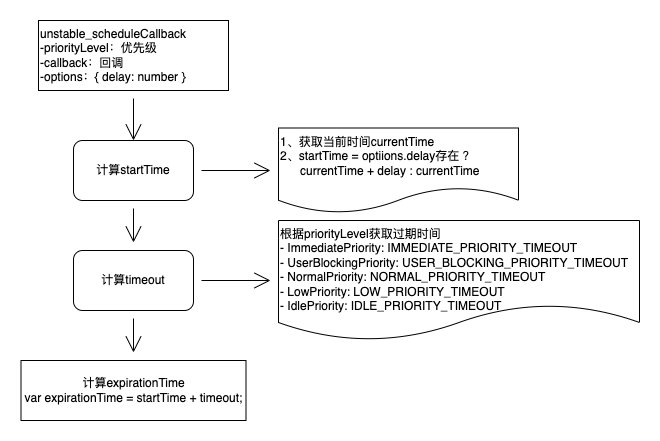 unstable_scheduleCallback
-priorityLevel：优先级
-callback：回调
-options：{ delay: number }
计算startTime
1、获取当前时间currentTime
2、startTime = optiions.delay存在 ?
currentTime + delay : currentTime
计算timeout
根据priorityLevel获取过期时间
- ImmediatePriority: IMMEDIATE_PRIORITY_TIMEOUT
- UserBlockingPriority: USER_BLOCKING_PRIORITY_TIMEOUT
- NormalPriority: NORMAL_PRIORITY_TIMEOUT
- LowPriority: LOW_PRIORITY_TIMEOUT
- IdlePriority: IDLE_PRIORITY_TIMEOUT
计算expirationTime
var expirationTime = startTime + timeout;